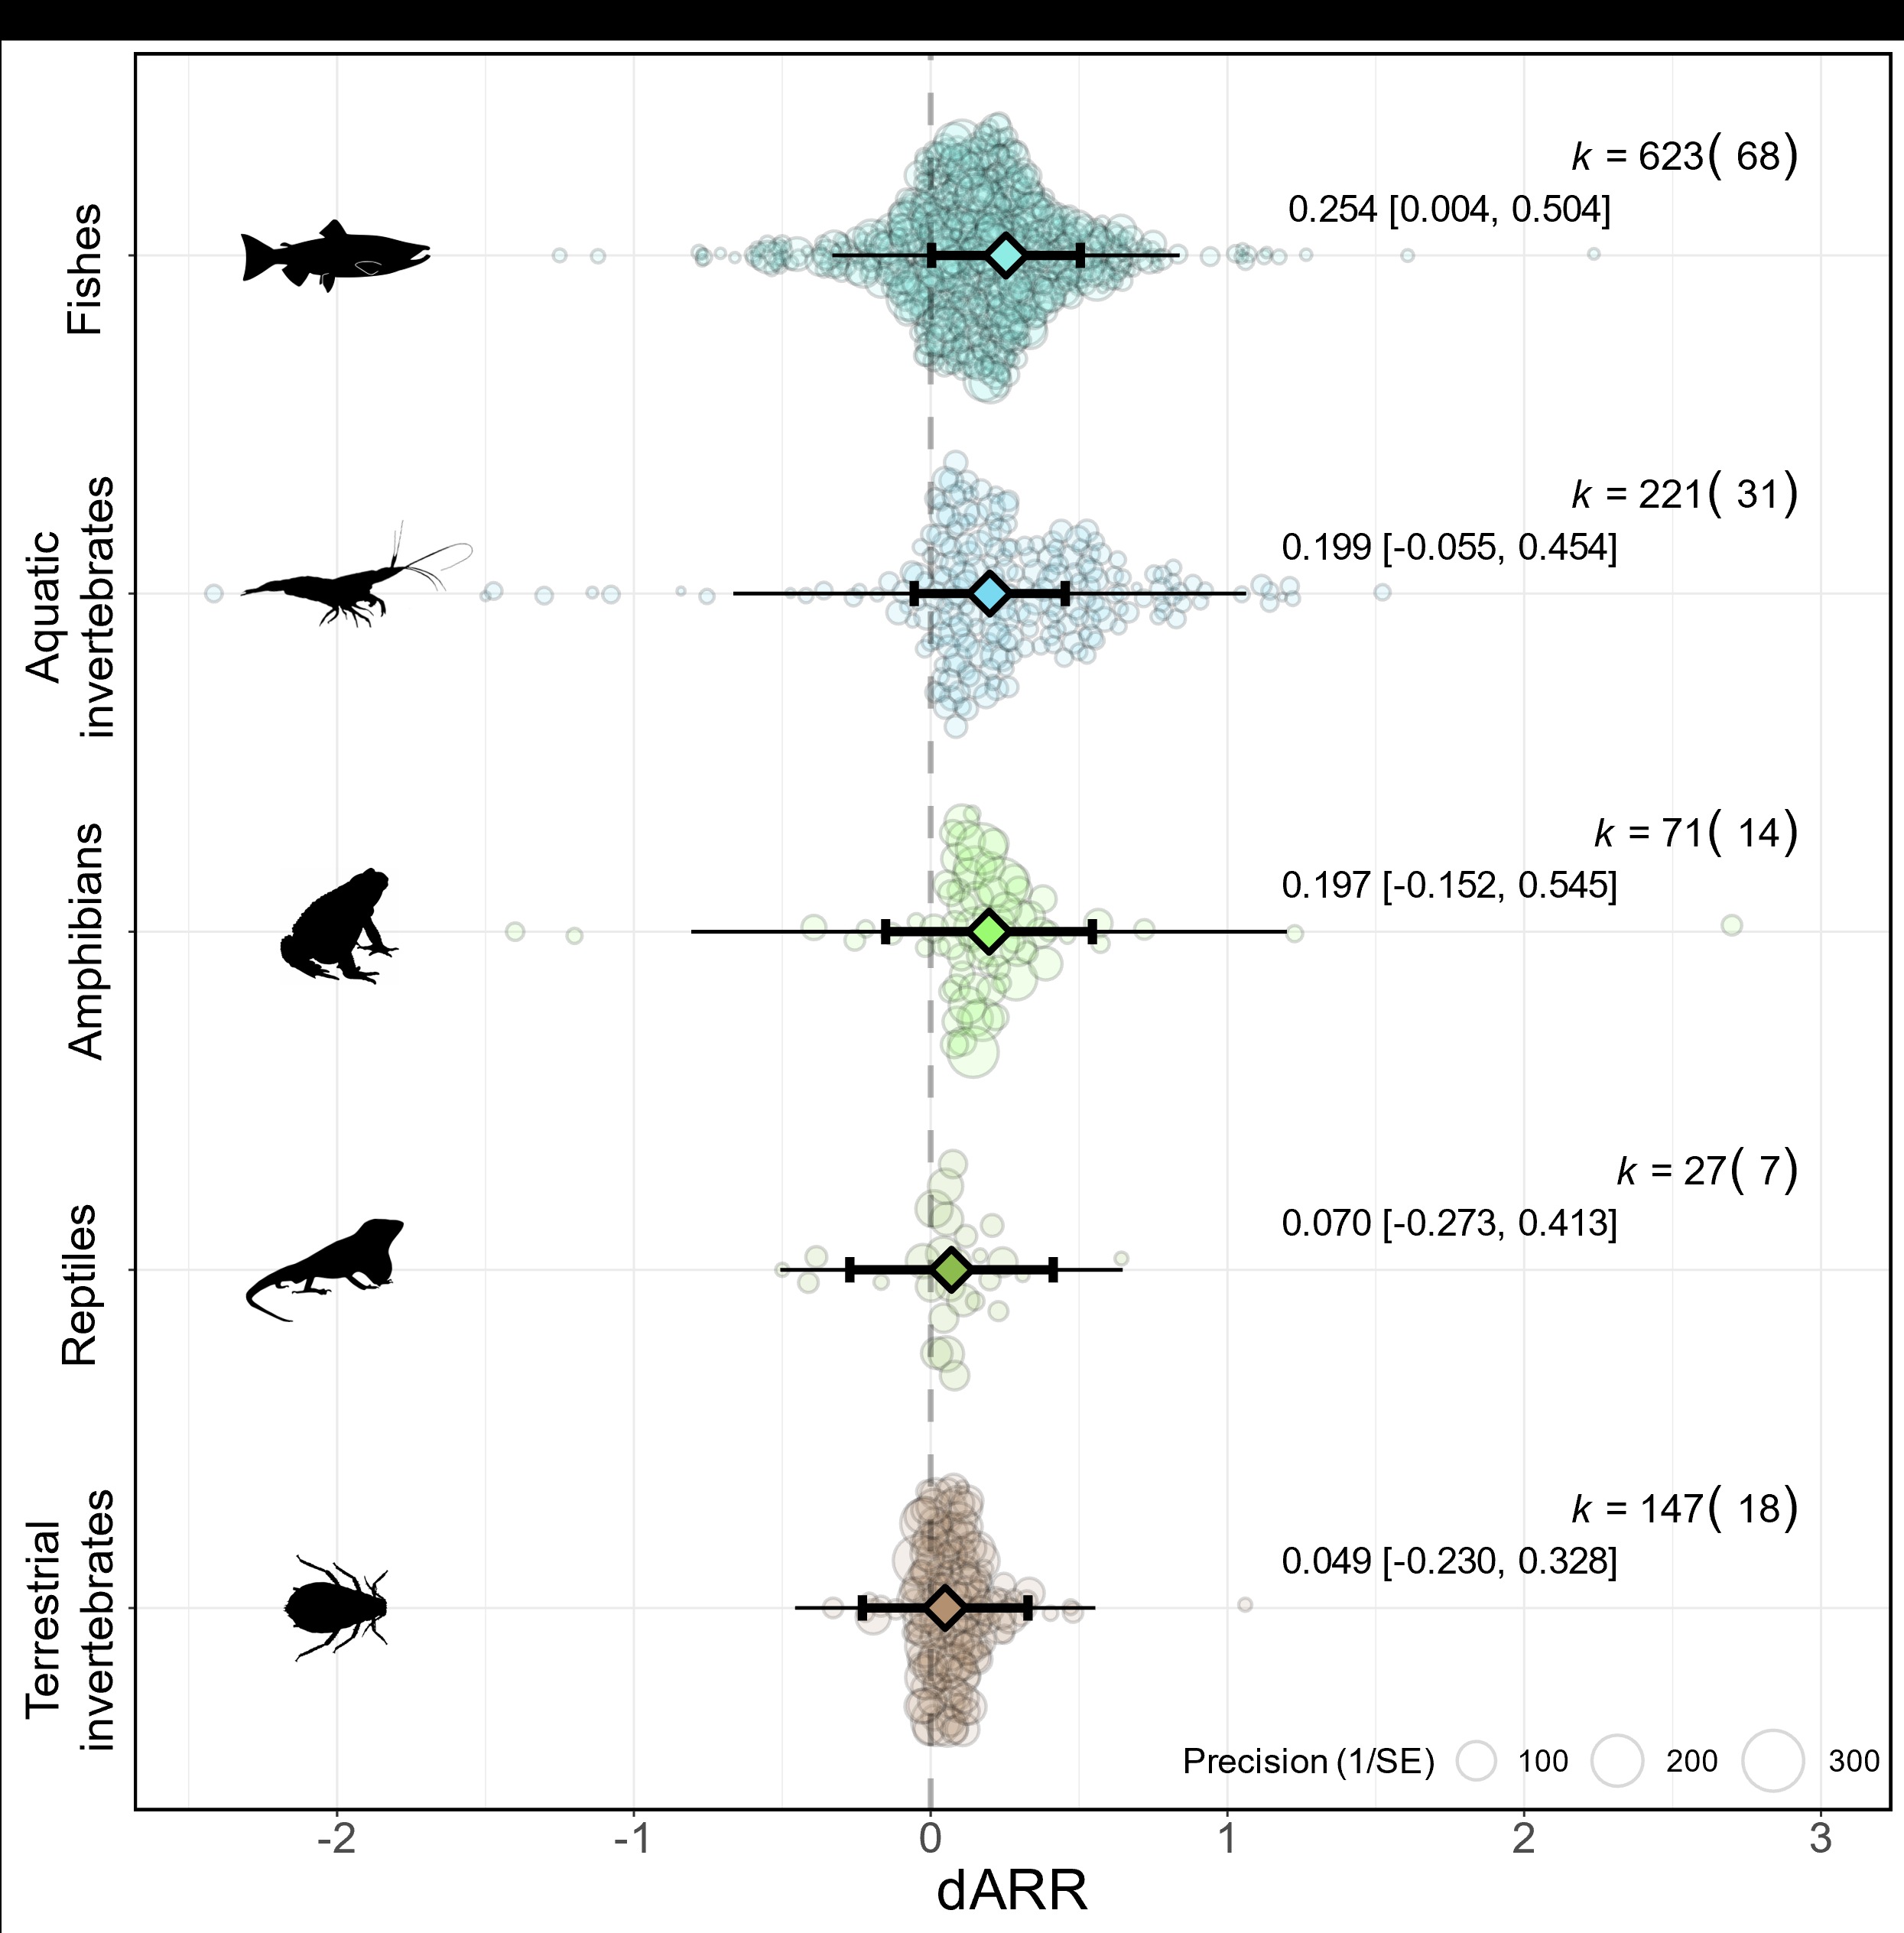 Fishes
k = 623( 68)
0.254 [0.004, 0.504]
Aquatic
invertebrates
k = 221( 31)
0.199 [-0.055, 0.454]
Amphibians
k = 71( 14)
0.197 [-0.152, 0.545]
Reptiles
k = 27( 7)
0.070 [-0.273, 0.413]
Terrestrial
invertebrates
k = 147( 18)
0.049 [-0.230, 0.328]
Precision (1/SE) 100 200 300
-2 -1 0 1 2 3
dARR